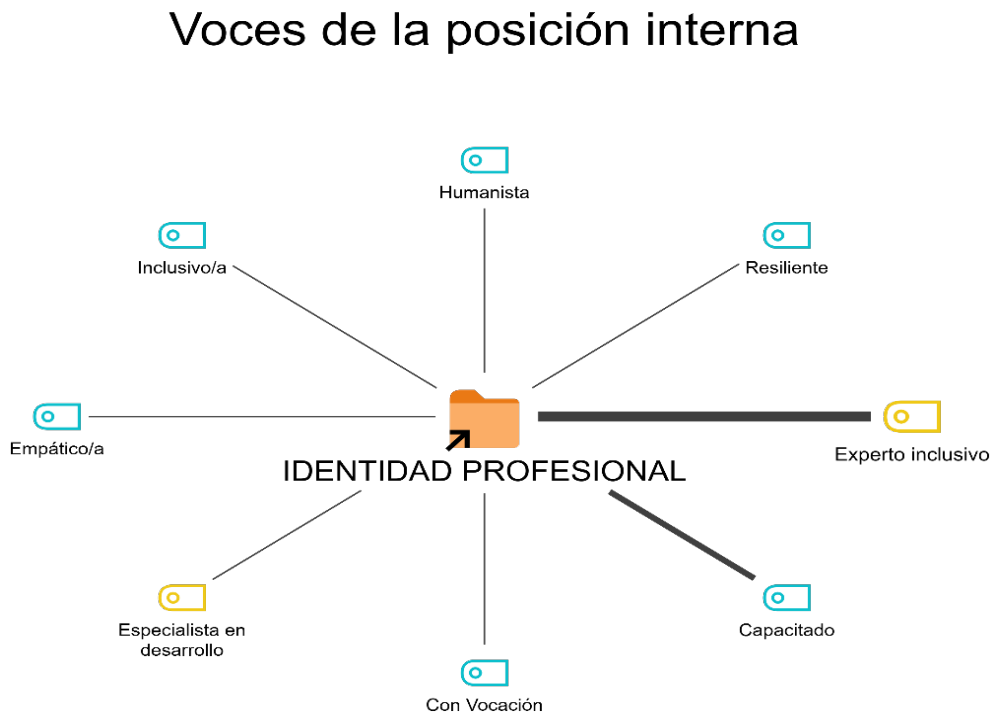 Voces de la posición interna
Humanista
Inclusivo/a
Resiliente
Empático/a
Experto inclusivo
IDENTIDAD PROFESIONAL
Especialista en
desarrollo
Capacitado
Con Vocación